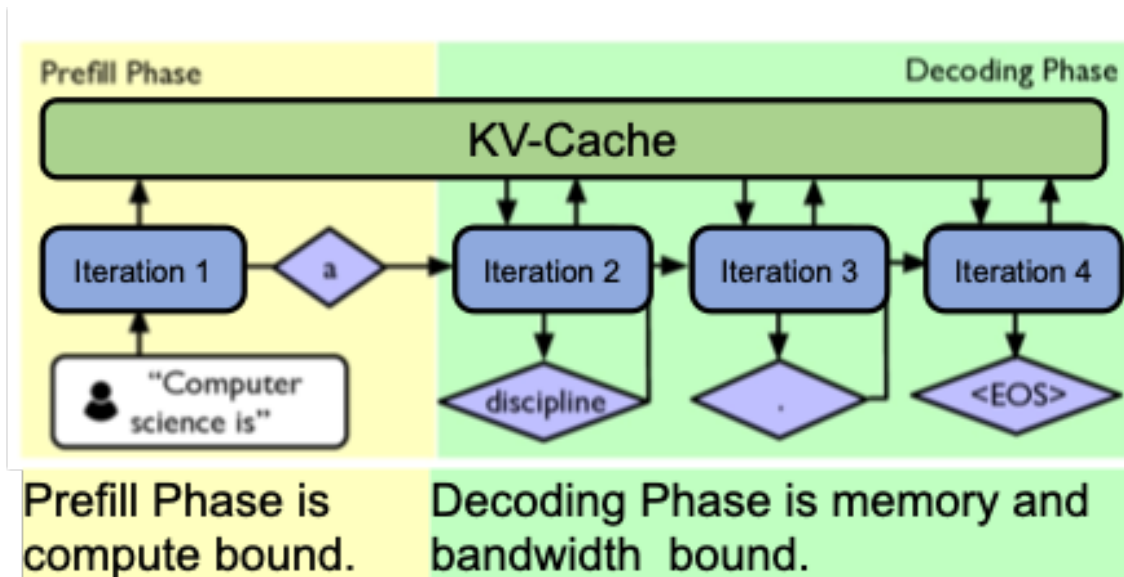 Prefill Phase
Decoding Phase
KV-Cache
Iteration 1
a
Iteration 2
Iteration 3
Iteration 4
"Computer
science is"
discipline
.
<EOS>
Prefill Phase is
compute bound.
Decoding Phase is memory and
bandwidth bound.